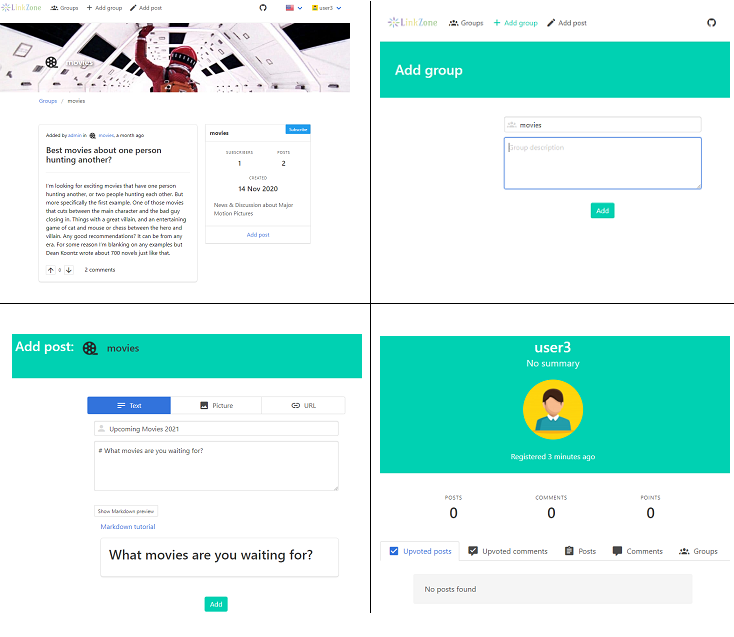 LinkZone Groups Add group Add post user3
movies
Groups / movies
Added by admin in movies, a month ago
Best movies about one person
hunting another?
I'm looking for exciting movies that have one person
hunting another, or two people hunting each other. But
more specifically the first example. One of those movies
that cuts between the main character and the bad guy
closing in. Things with a great villain, and an entertaining
game of cat and mouse or chess between the hero and
villain. Any good recommendations? It can be from any
era. For some reason I'm blanking on any examples but
Dean Koontz wrote about 700 novels just like that.
0 2 comments
movies Subscribe
SUBSCRIBERS POSTS
1 2
CREATED
14 Nov 2020
News & Discussion about Major
Motion Pictures
Add post
LinkZone Groups Add group Add post
Add group
movies
Group description
Add
Add post: movies
Text Picture URL
Upcoming Movies 2021
# What movies are you waiting for?
Show Markdown preview
Markdown tutorial
What movies are you waiting for?
Add
user3
No summary
Registered 3 minutes ago
POSTS COMMENTS POINTS
0 0 0
Upvoted posts Upvoted comments Posts Comments Groups
No posts found